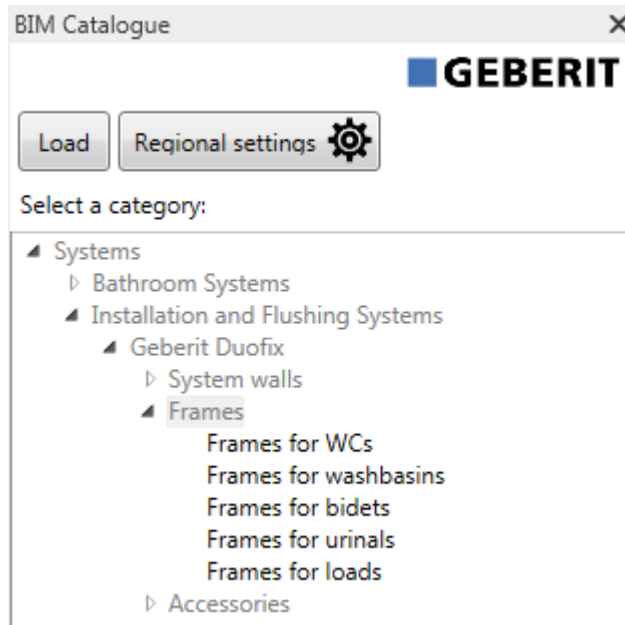 BIM Catalogue
GEBERIT
Load Regional settings
Select a category:
Systems
Bathroom Systems
Installation and Flushing Systems
Geberit Duofix
System walls
Frames
Frames for WCs
Frames for washbasins
Frames for bidets
Frames for urinals
Frames for loads
Accessories